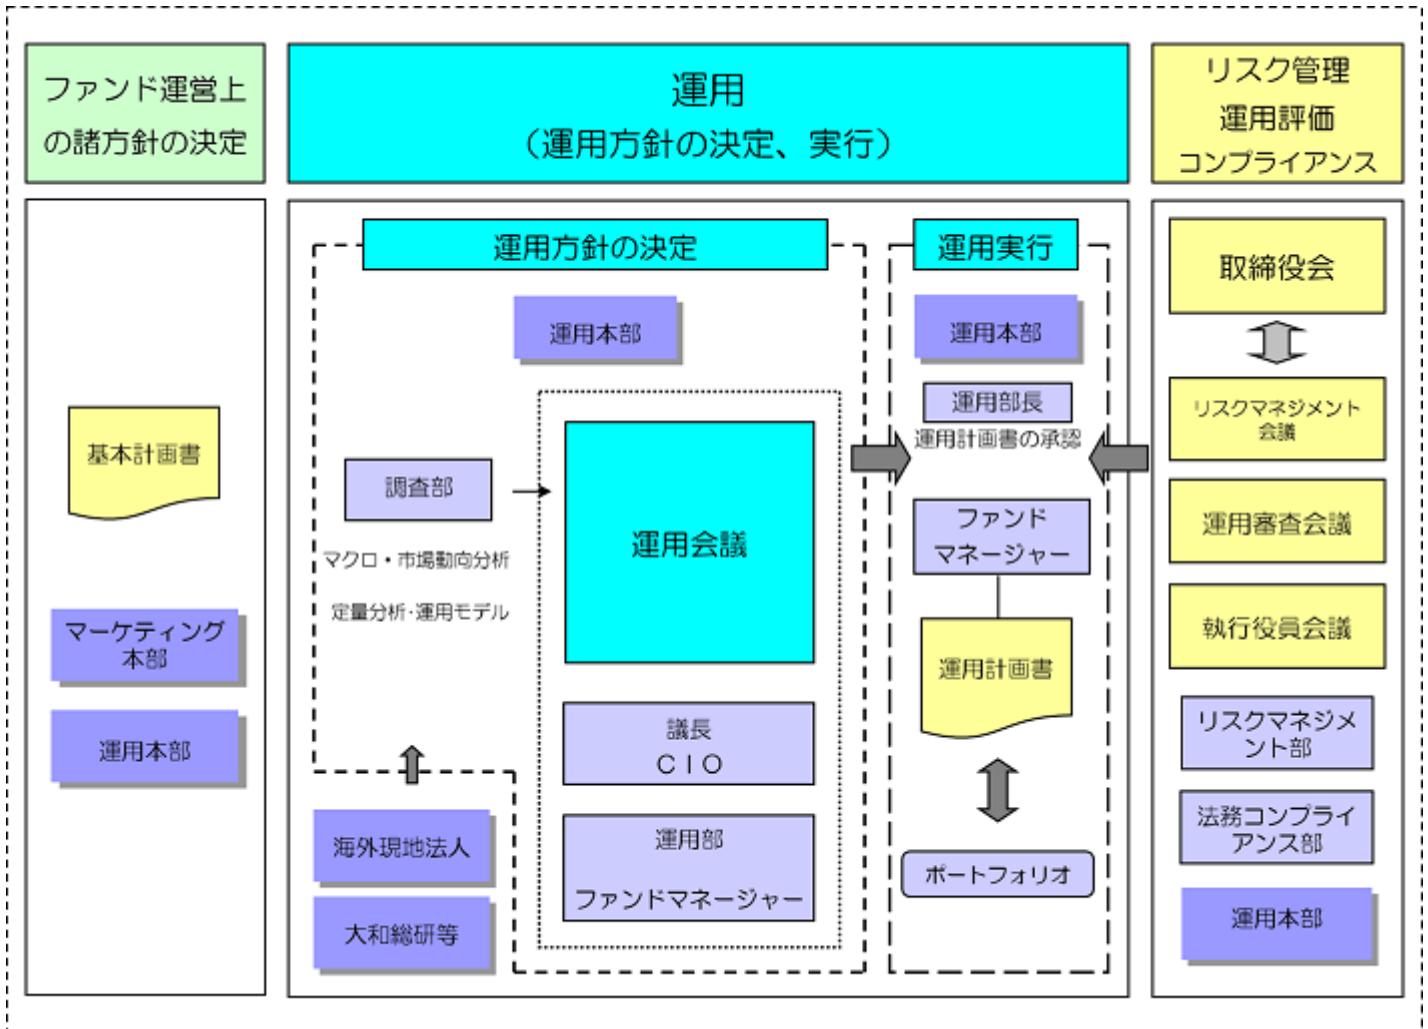 ファンド運営上
の諸方針の決定
運用
（運用方針の決定、実行）
リスク管理
運用評価
コンプライアンス
基本計画書
マーケティング
本部
運用本部
運用方針の決定
運用本部
調査部
マクロ・市場動向分析
定量分析･運用モデル
運用会議
議長
ＣＩＯ
運用部
ファンドマネージャー
海外現地法人
大和総研等
運用実行
運用本部
運用部長
運用計画書の承認
ファンド
マネージャー
運用計画書
ポートフォリオ
取締役会
リスクマネジメント
会議
運用審査会議
執行役員会議
リスクマネジメ
ント部
法務コンプライ
アンス部
運用本部